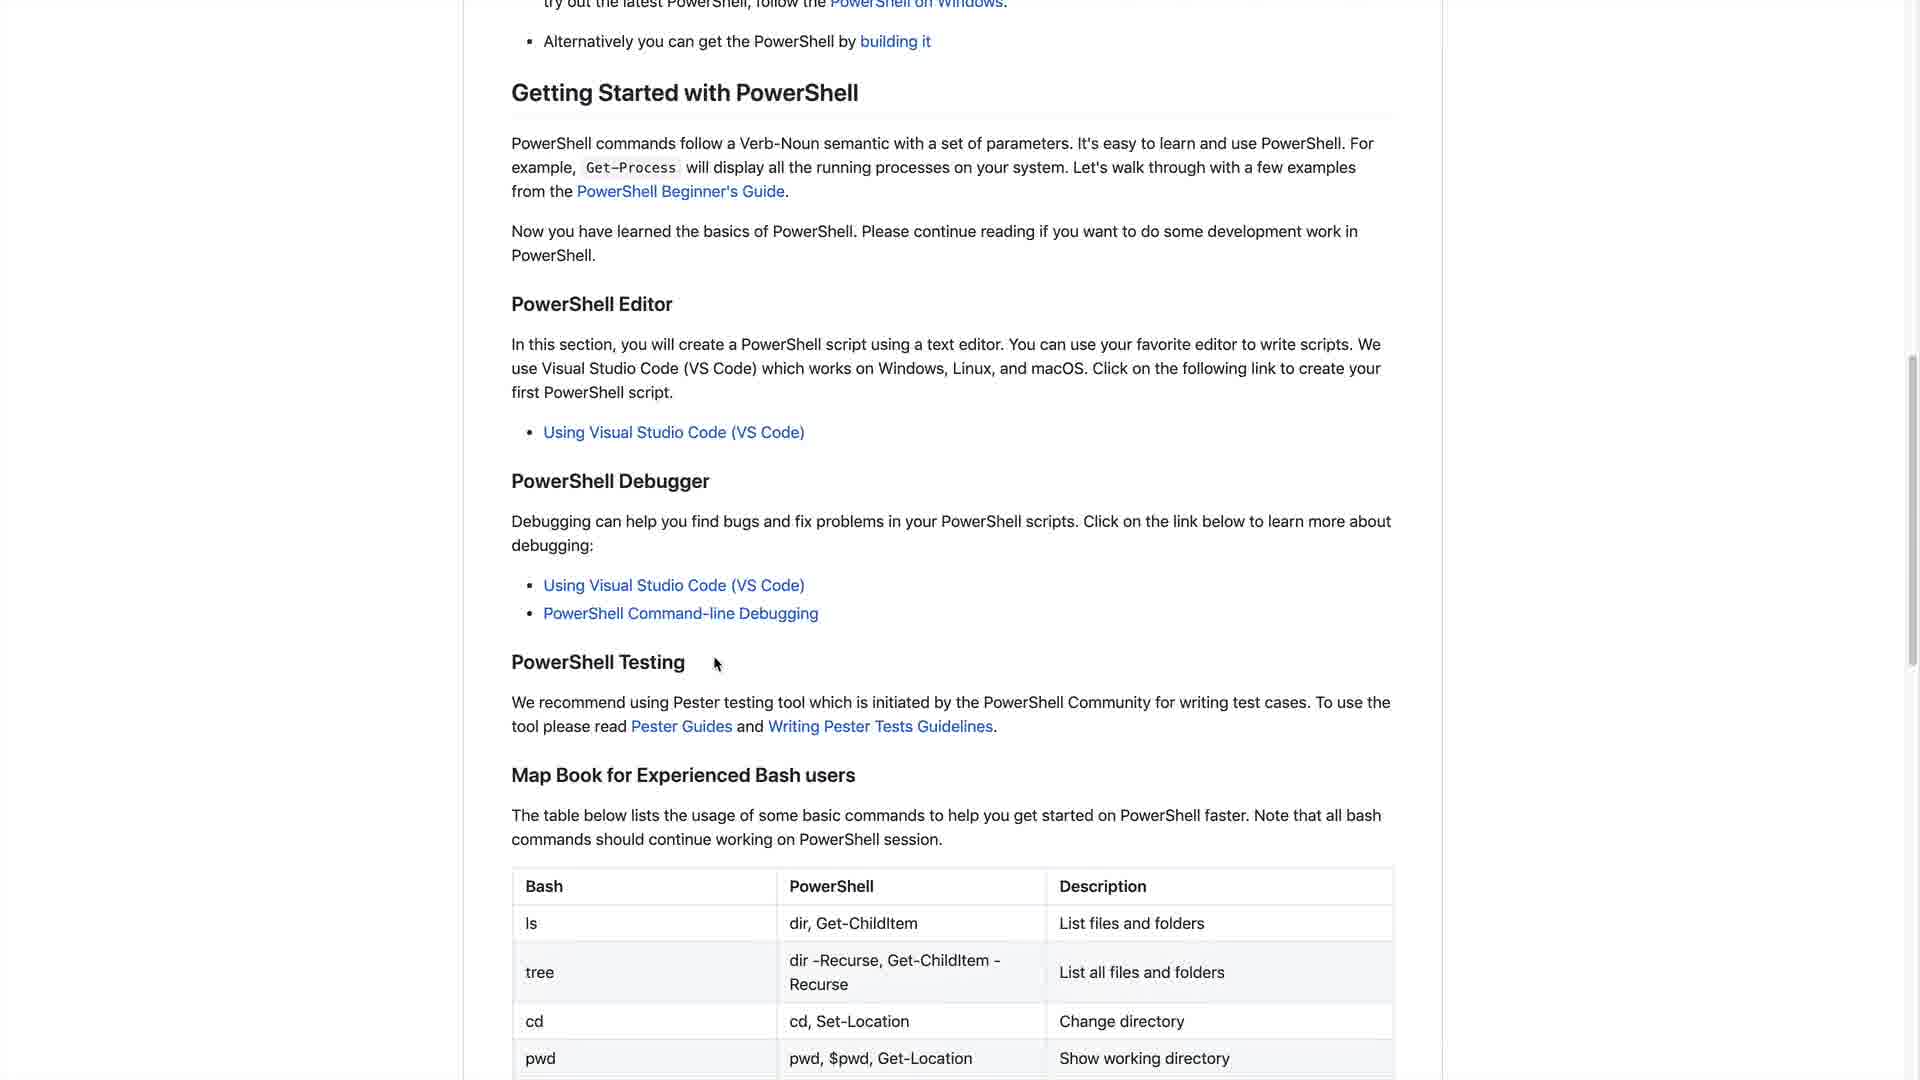 try out the latest PowerShell, follow the PowerShell on Windows.
• Alternatively you can get the PowerShell by building it
Getting Started with PowerShell
PowerShell commands follow a Verb-Noun semantic with a set of parameters. It's easy to learn and use PowerShell. For
example, Get-Process will display all the running processes on your system. Let's walk through with a few examples
from the PowerShell Beginner's Guide.
Now you have learned the basics of PowerShell. Please continue reading if you want to do some development work in
PowerShell.
PowerShell Editor
In this section, you will create a PowerShell script using a text editor. You can use your favorite editor to write scripts. We
use Visual Studio Code (VS Code) which works on Windows, Linux, and macOS. Click on the following link to create your
first PowerShell script.
• Using Visual Studio Code (VS Code)
PowerShell Debugger
Debugging can help you find bugs and fix problems in your PowerShell scripts. Click on the link below to learn more about
debugging:
• Using Visual Studio Code (VS Code)
• PowerShell Command-line Debugging
PowerShell Testing
We recommend using Pester testing tool which is initiated by the PowerShell Community for writing test cases. To use the
tool please read Pester Guides and Writing Pester Tests Guidelines.
Map Book for Experienced Bash users
The table below lists the usage of some basic commands to help you get started on PowerShell faster. Note that all bash
commands should continue working on PowerShell session.
Bash PowerShell Description
ls dir, Get-ChildItem List files and folders
tree dir -Recurse, Get-ChildItem -
Recurse List all files and folders
cd cd, Set-Location Change directory
pwd pwd, $pwd, Get-Location Show working directory